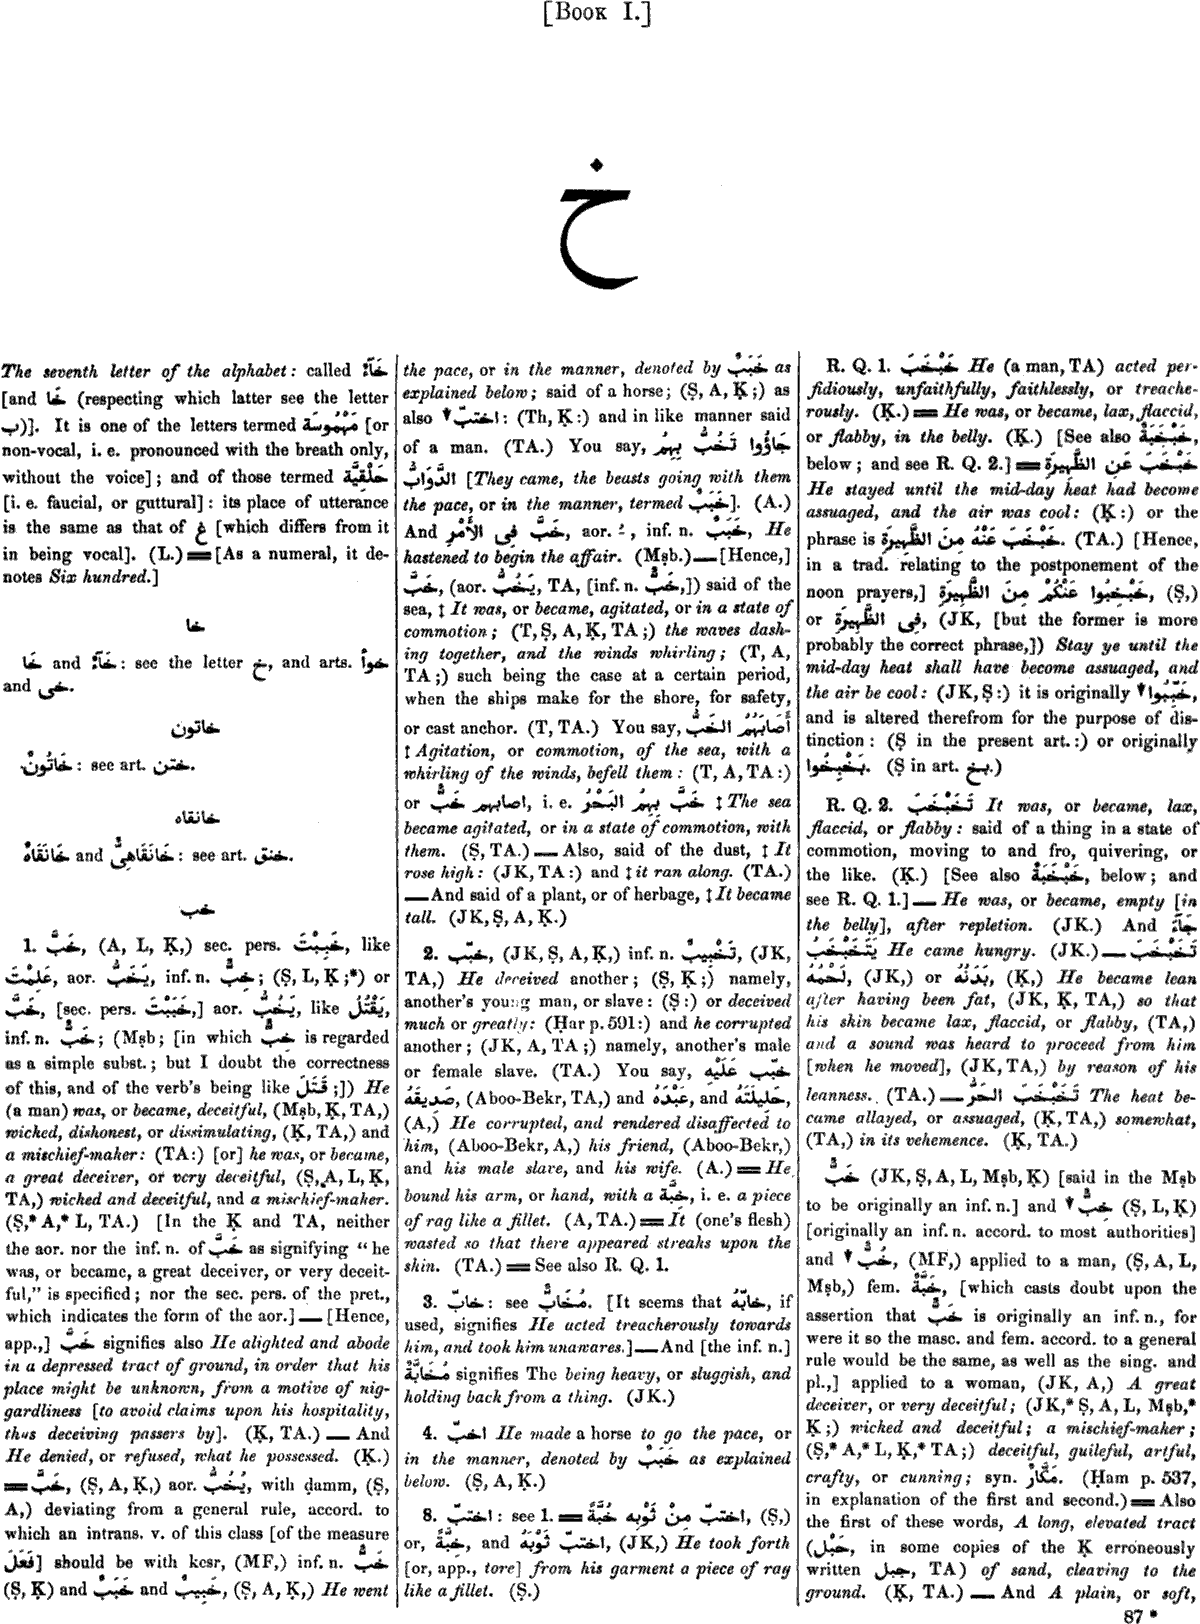 [BOOK I.]
خ
The seventh letter of the alphabet: called خَآءٌ
[and خَا (respecting which latter see the letter
ب)]. It is one of the letters termed مَهْمُوسَة [or
non-vocal, i. e. pronounced with the breath only,
without the voice]; and of those termed حَلْقِيَّة
[i. e. faucial, or guttural]: its place of utterance
is the same as that of غ [which differs from it
in being vocal]. (L.) ═ [As a numeral, it de-
notes Six hundred.]
خا
خَا and خَآءٌ: see the letter خ, and arts. خوأ
and خى.
خاتون
خَاتُونٌ: see art. ختن.
خانقاه
خَانَقَاهٌ and خَانَقَاهِىٌّ: see art. خنق.
خب
1. خَبَّ, (A, L, Ḳ,) sec. pers. خَبِبْتَ, like
عَلِمْتَ, aor. يَخَبُّ, inf. n. خِبٌّ; (Ṣ, L, Ḳ;*) or
خَبَّ, [sec. pers. خَبَبْتَ,] aor. يَخُبُّ, like يَقْتُلُ,
inf. n. خَبٌّ; (Mṣb; [in which خِبٌّ is regarded
as a simple subst.; but I doubt the correctness
of this, and of the verb's being like قَتَلَ;]) He
(a man) was, or became, deceitful, (Mṣb, Ḳ, TA,)
wicked, dishonest, or dissimulating, (Ḳ, TA,) and
a mischief-maker: (TA:) [or] he was, or became,
a great deceiver, or very deceitful, (Ṣ, A, L, Ḳ,
TA,) wicked and deceitful, and a mischief-maker.
(Ṣ,* A,* L, TA.) [In the Ḳ and TA, neither
the aor. nor the inf. n. of خَبَّ as signifying “he
was, or became, a great deceiver, or very deceit-
ful,” is specified; nor the sec. pers. of the pret.,
which indicates the form of the aor.] — [Hence,
app.,] خَبَّ signifies also He alighted and abode
in a depressed tract of ground, in order that his
place might be unknown, from a motive of nig-
gardliness [to avoid claims upon his hospitality,
thus deceiving passers by]. (Ḳ, TA.) — And
He denied, or refused, what he possessed. (Ḳ.)
═ خَبَّ, (Ṣ, A, Ḳ,) aor. يَخُبُّ, with ḍamm, (Ṣ,
A,) deviating from a general rule, accord. to
which an intrans. v. of this class [of the measure
فَعَلَ] should be with kesr, (MF,) inf. n. خَبٌّ
(Ṣ, Ḳ) and خَبَبٌ and خَبِيبٌ, (Ṣ, A, Ḳ,) He went
the pace, or in the manner, denoted by خَبَبٌ as
explained below; said of a horse; (Ṣ, A, Ḳ;) as
also ▼ اختبّ: (Th, Ḳ:) and in like manner said
of a man. (TA.) You say, جَاؤُوا تَخُبُّ بِهِمُ
الدَّوَابُّ [They came, the beasts going with them
the pace, or in the manner, termed خَبَبٌ]. (A.)
And خَبَّ فِى الأَمْرِ, aor. ـُ, inf. n. خَبَبٌ, He
hastened to begin the affair. (Mṣb.) — [Hence,]
خَبَّ, (aor. يَخُبُّ, TA, [inf. n. خَبٌّ,]) said of the
sea, ‡ It was, or became, agitated, or in a state of
commotion; (T, Ṣ, A, Ḳ, TA;) the waves dash-
ing together, and the winds whirling; (T, A,
TA;) such being the case at a certain period,
when the ships make for the shore, for safety,
or cast anchor. (T, TA.) You say, أَصَابَهُمُ الخَبُّ
‡ Agitation, or commotion, of the sea, with a
whirling of the winds, befell them: (T, A, TA:)
or اصابهم خَبٌّ, i. e. خَبَّ بِهِمُ البَحْرُ ‡ The sea
became agitated, or in a state of commotion, with
them. (Ṣ, TA.) — Also, said of the dust, ‡ It
rose high: (JK, TA:) and ‡ it ran along. (TA.)
— And said of a plant, or of herbage, ‡ It became
tall. (JK, Ṣ, A, Ḳ.)
2. خبّب, (JK, Ṣ, A, Ḳ,) inf. n. تَخْبِيبٌ, (JK,
TA,) He deceived another; (Ṣ, Ḳ;) namely,
another's young man, or slave: (Ṣ:) or deceived
much or greatly: (Ḥar p. 591:) and he corrupted
another; (JK, A, TA;) namely, another's male
or female slave. (TA.) You say, خبّب عَلَيْهِ
صَدِيقَهُ, (Aboo-Bekr, TA,) and عَبْدَهُ, and حَلِيلَتَهُ,
(A,) He corrupted, and rendered disaffected to
him, (Aboo-Bekr, A,) his friend, (Aboo-Bekr,)
and his male slave, and his wife. (A.) ═ He
bound his arm, or hand, with a خُبَّة, i. e. a piece
of rag like a fillet. (A, TA.) ═ It (one's flesh)
wasted so that there appeared streaks upon the
skin. (TA.) ═ See also R. Q. 1.
3. خابّ: see مُخَابٌّ. [It seems that خابّهُ, if
used, signifies He acted treacherously towards
him, and took him unawares.] — And [the inf. n.]
مُخَابَّةٌ signifies The being heavy, or sluggish, and
holding back from a thing. (JK.)
4. اخبّ He made a horse to go the pace, or
in the manner, denoted by خَبَبٌ as explained
below. (Ṣ, A, Ḳ.)
8. اختبّ: see 1. ═ اختبّ مِنْ ثَوْبِهِ خُبَّةً, (Ṣ,)
or, خُبَّةً, and اختبّ ثَوْبَهُ, (JK,) He took forth
[or, app., tore] from his garment a piece of rag
like a fillet. (Ṣ.)
R. Q. 1. خَبْخَبَ He (a man, TA) acted per-
fidiously, unfaithfully, faithlessly, or treache-
rously. (Ḳ.) ═ He was, or became, lax, flaccid,
or flabby, in the belly. (Ḳ.) [See also خَبْخَبَةٌ,
below; and see R. Q. 2.] ═ خَبْخَبَ عَنِ الظَّهِيرَةِ
He stayed until the mid-day heat had become
assuaged, and the air was cool: (Ḳ:) or the
phrase is خَبْخَبَ عَنْهُ مِنَ الظَّهِيرَةِ. (TA.) [Hence,
in a trad. relating to the postponement of the
noon prayers,] خَبْخِبُوا عَنْكُمْ مِنَ الظَّهِيرَةِ, (Ṣ,)
or فِى الظَّهِيرَةِ, (JK, [but the former is more
probably the correct phrase,]) Stay ye until the
mid-day heat shall have become assuaged, and
the air be cool: (JK, Ṣ:) it is originally ▼ خَبِّبُوا,
and is altered therefrom for the purpose of dis-
tinction: (Ṣ in the present art.:) or originally
بَخْبِخُوا. (Ṣ in art. بخ.)
R. Q. 2. تَخَبْخَبَ It was, or became, lax,
flaccid, or flabby: said of a thing in a state of
commotion, moving to and fro, quivering, or
the like. (Ḳ.) [See also خَبْخَبَةٌ, below; and
see R. Q. 1.] — He was, or became, empty [in
the belly], after repletion. (JK.) And جَآءَ
يَتَخَبْخَبُ He came hungry. (JK.) — تَخَبْخَبَ
لَحْمُهُ, (JK,) or بَدَنُهُ, (Ḳ,) He became lean
after having been fat, (JK, Ḳ, TA,) so that
his skin became lax, flaccid, or flabby, (TA,)
and a sound was heard to proceed from him
[when he moved], (JK, TA,) by reason of his
leanness. (TA.) — تَخَبْخَبَ الحَرُّ The heat be-
came allayed, or assuaged, (Ḳ, TA,) somewhat,
(TA,) in its vehemence. (Ḳ, TA.)
خَبٌّ (JK, Ṣ, A, L, Mṣb, Ḳ) [said in the Mṣb
to be originally an inf. n.] and ▼ خِبٌّ (Ṣ, L, Ḳ)
[originally an inf. n. accord. to most authorities]
and ▼ خُبٌّ, (MF,) applied to a man, (Ṣ, A, L,
Mṣb,) fem. خَبَّةٌ, [which casts doubt upon the
assertion that خَبٌّ is originally an inf. n., for
were it so the masc. and fem. accord. to a general
rule would be the same, as well as the sing. and
pl.,] applied to a woman, (JK, A,) A great
deceiver, or very deceitful; (JK,* Ṣ, A, L, Mṣb,*
Ḳ;) wicked and deceitful; a mischief-maker;
(Ṣ,* A,* L, Ḳ,* TA;) deceitful, guileful, artful,
crafty, or cunning; syn. مَكَّارٌ. (Ḥam p. 537,
in explanation of the first and second.) ═ Also
the first of these words, A long, elevated tract
(حَبْل, in some copies of the Ḳ erroneously
written جبل, TA) of sand, cleaving to the
ground. (Ḳ, TA.) — And A plain, or soft,
87 *